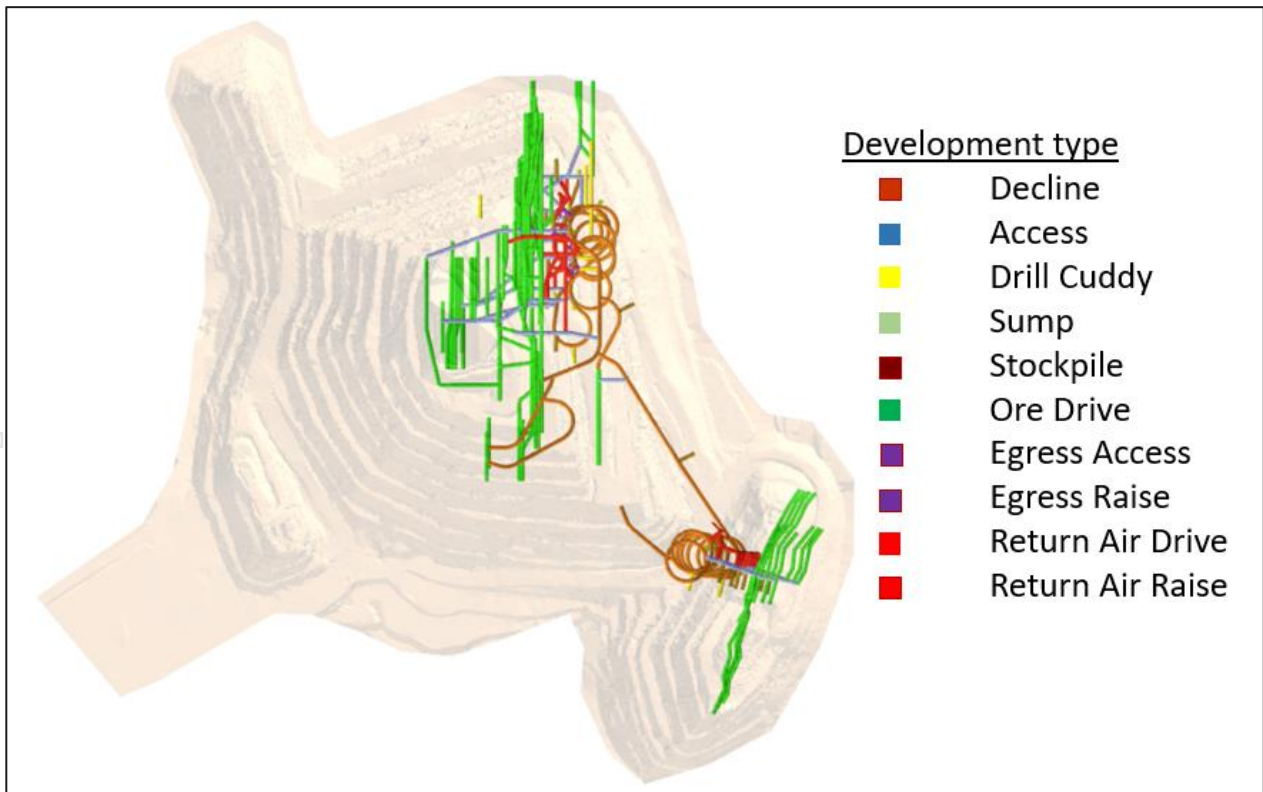 Development type
Decline
Access
Drill Cuddy
Sump
Stockpile
Ore Drive
Egress Access
Egress Raise
Return Air Drive
Return Air Raise